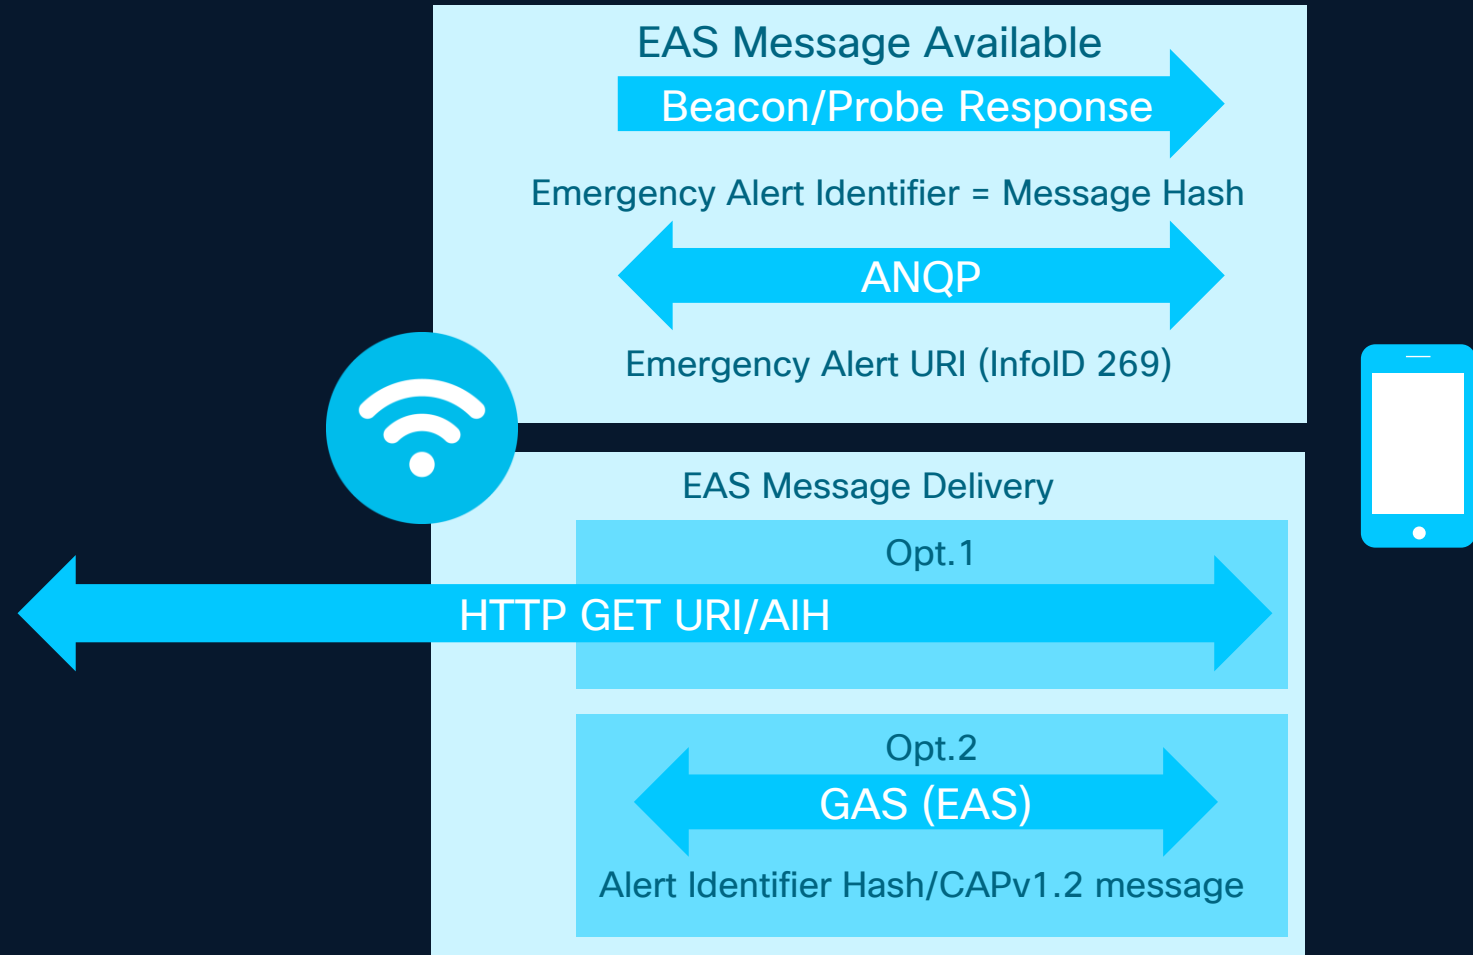 EAS Message Available
Beacon/Probe Response
Emergency Alert Identifier = Message Hash
ANQP
Emergency Alert URI (InfoID 269)
EAS Message Delivery
Opt.1
HTTP GET URI/AIH
Opt.2
GAS (EAS)
Alert Identifier Hash/CAPv1.2 message